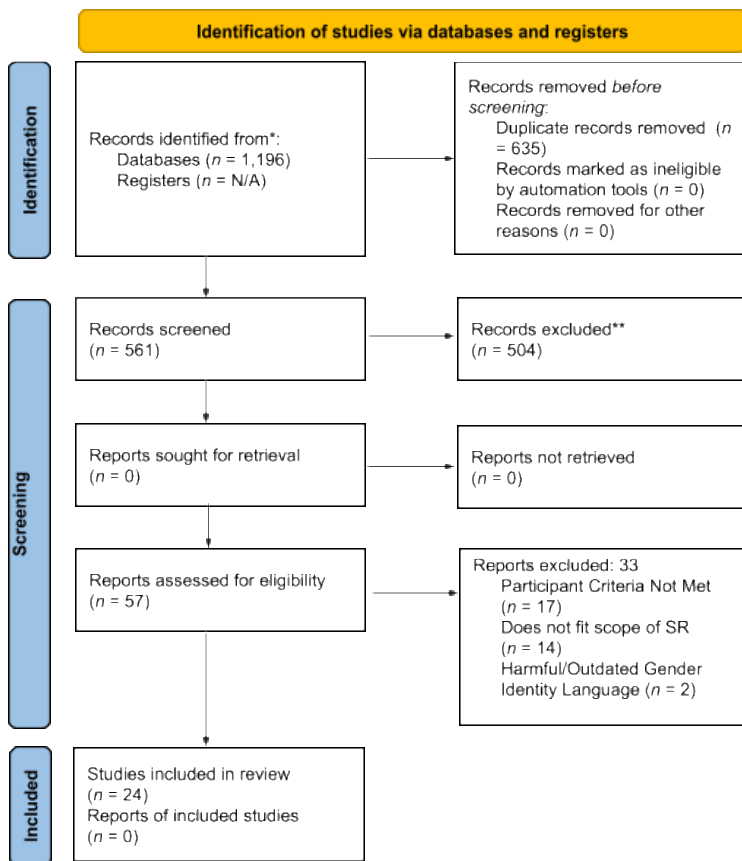 Identification of studies via databases and registers
Identification
Records identified from*:
Databases (n = 1,196)
Registers (n = N/A)
Records removed before
screening:
Duplicate records removed (n
= 635)
Records marked as ineligible
by automation tools (n = 0)
Records removed for other
reasons (n = 0)
Screening
Records screened
(n = 561)
Records excluded**
(n = 504)
Reports sought for retrieval
(n = 0)
Reports not retrieved
(n = 0)
Reports assessed for eligibility
(n = 57)
Reports excluded: 33
Participant Criteria Not Met
(n = 17)
Does not fit scope of SR
(n = 14)
Harmful/Outdated Gender
Identity Language (n = 2)
Included
Studies included in review
(n = 24)
Reports of included studies
(n = 0)